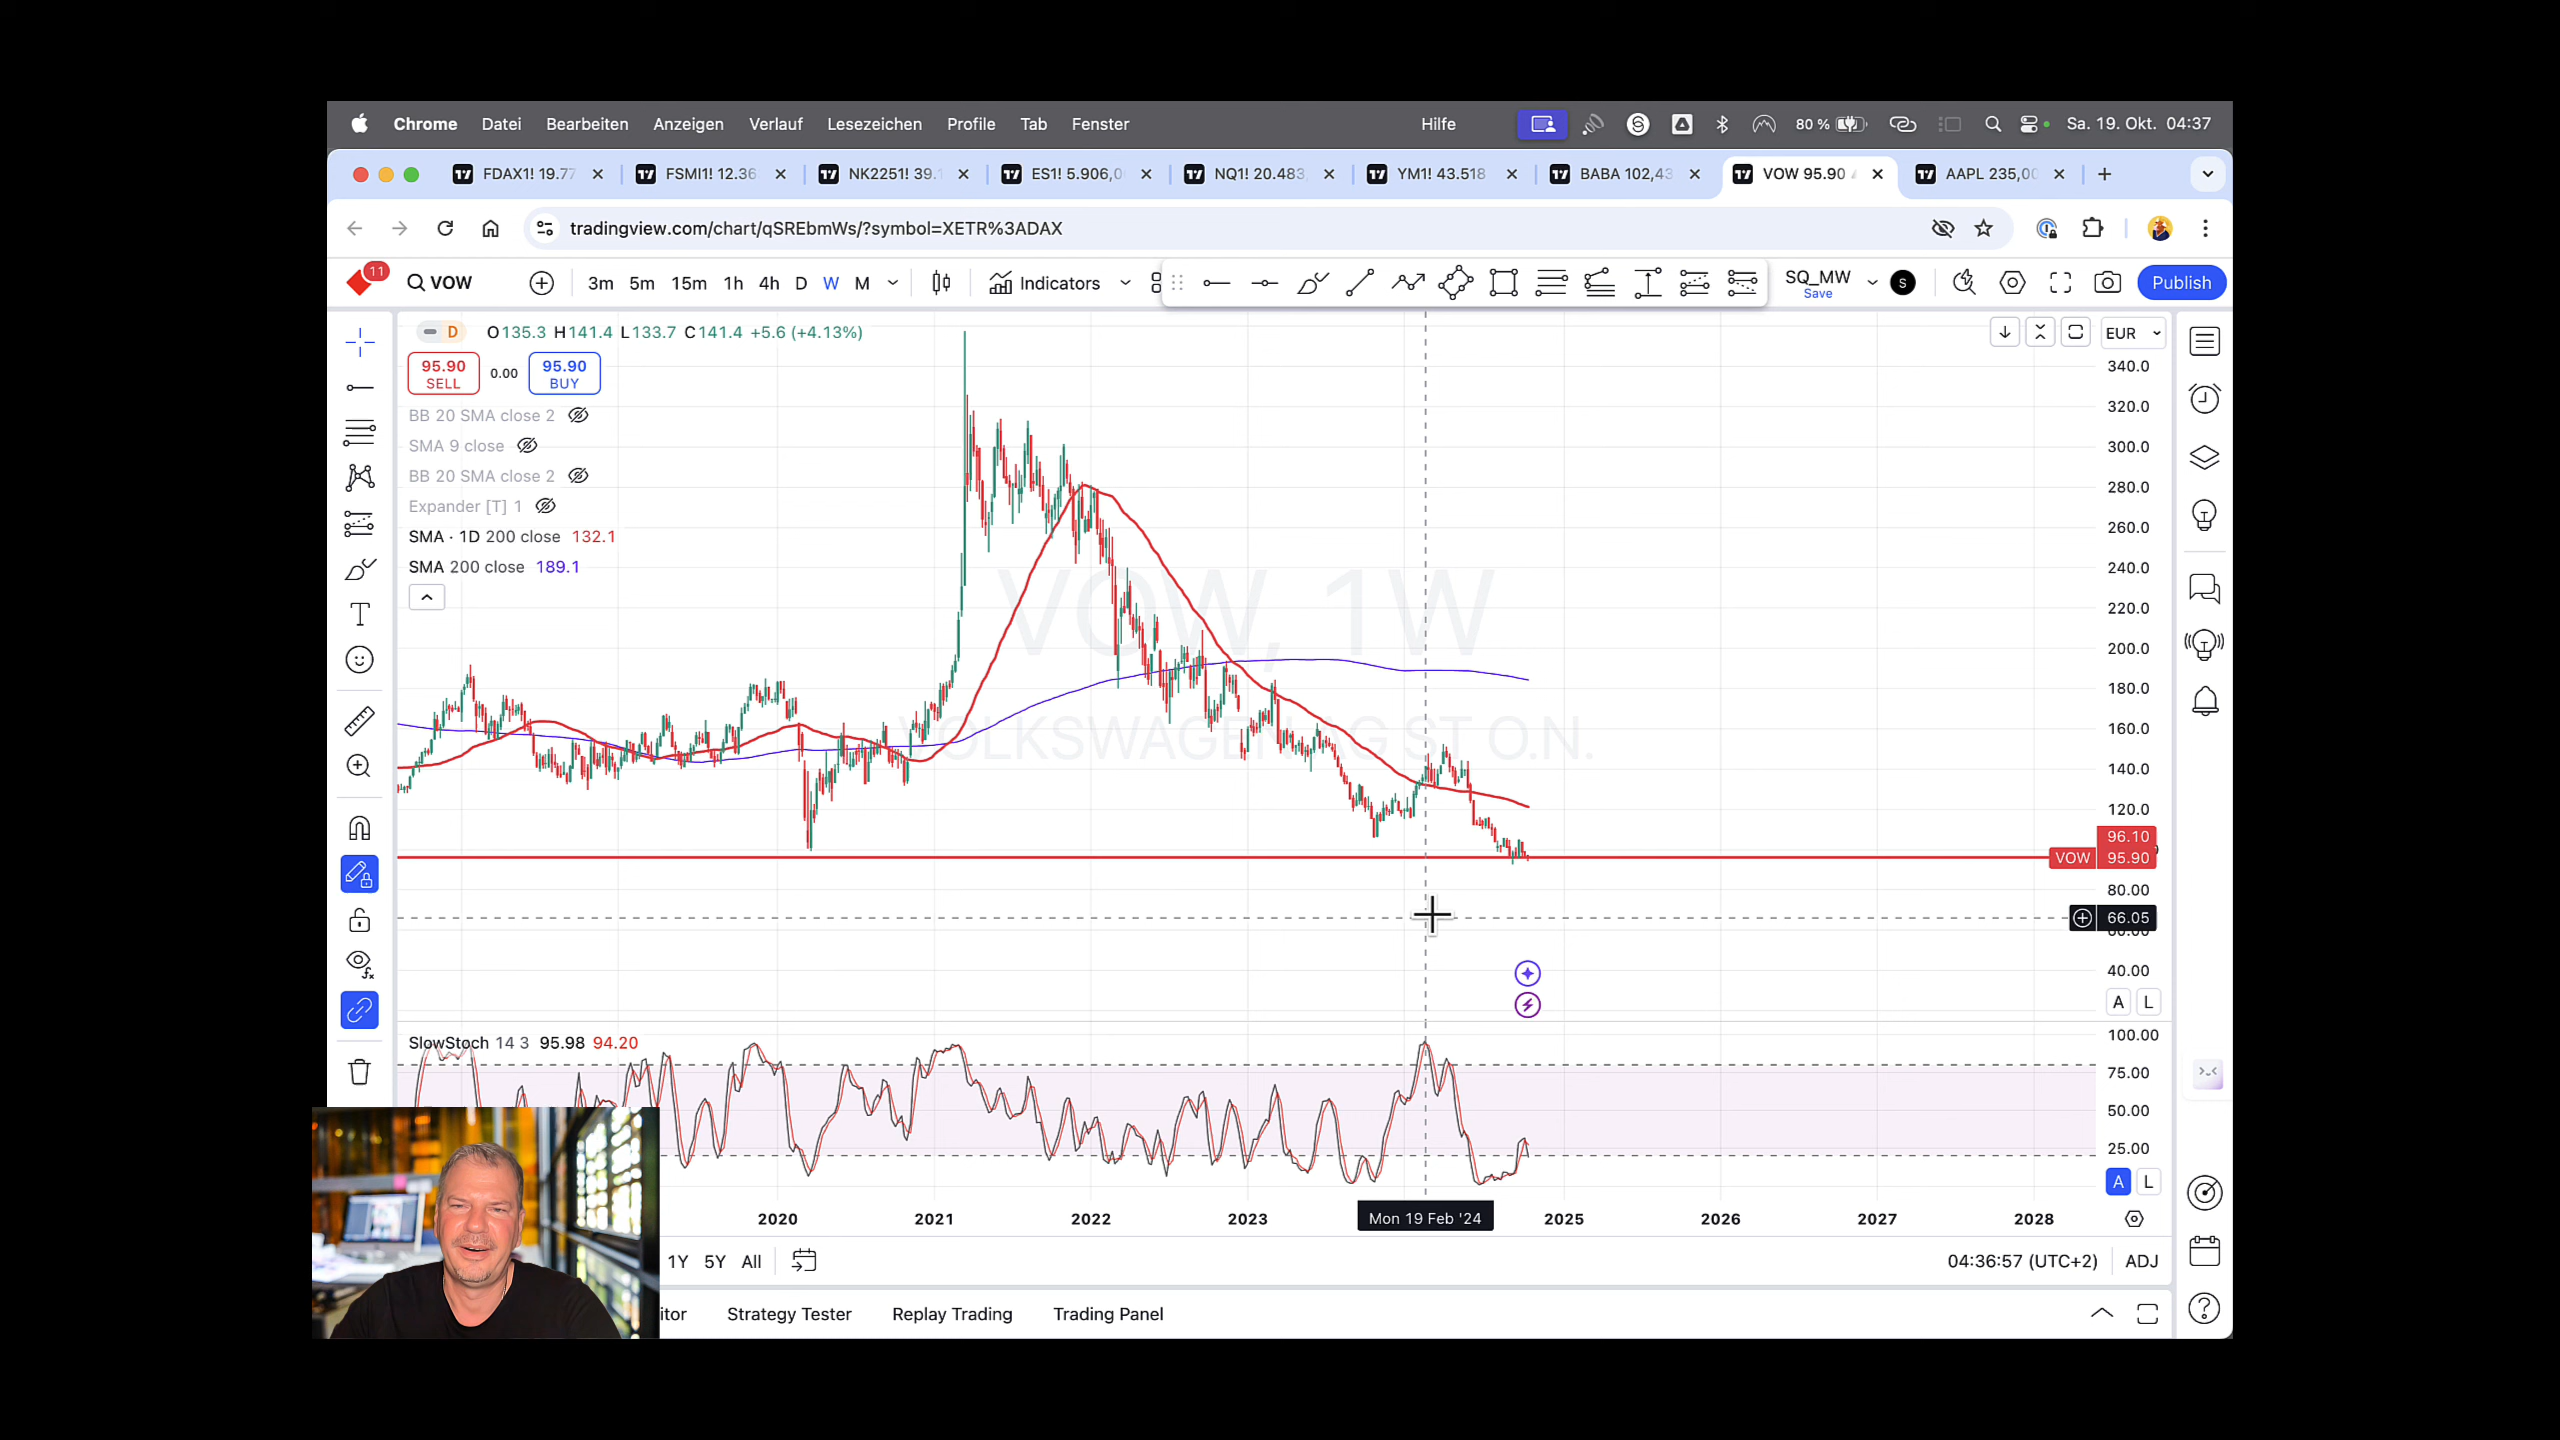 Chrome Datei Bearbeiten Anzeigen Verlauf Lesezeichen Profile Tab Fenster Hilfe 80 % Sa. 19. Okt. 04:37
FDAX1! 19.77 FSMI1! 12.36 NK2251! 39.1 ES1! 5.906,0 NQ1! 20.483, YM1! 43.518 BABA 102,43 VOW 95.90 AAPL 235,00
tradingview.com/chart/qSREbmWs/?symbol=XETR%3ADAX
11 VOW 3m 5m 15m 1h 4h D W M Indicators SQ_MW Save S Publish
D O135.3 H141.4 L133.7 C141.4 +5.6 (+4.13%) EUR
95.90 SELL 0.00 95.90 BUY
BB 20 SMA close 2
SMA 9 close
BB 20 SMA close 2
Expander [T] 1
SMA · 1D 200 close 132.1
SMA 200 close 189.1
VOW, 1W
VOLKSWAGEN AG ST O.N.
340.0
320.0
300.0
280.0
260.0
240.0
220.0
200.0
180.0
160.0
140.0
120.0
96.10
VOW 95.90
80.00
66.05
60.00
40.00
A L
SlowStoch 14 3 95.98 94.20
100.00
75.00
50.00
25.00
A L
2020 2021 2022 2023 Mon 19 Feb '24 2025 2026 2027 2028
1Y 5Y All 04:36:57 (UTC+2) ADJ
itor Strategy Tester Replay Trading Trading Panel